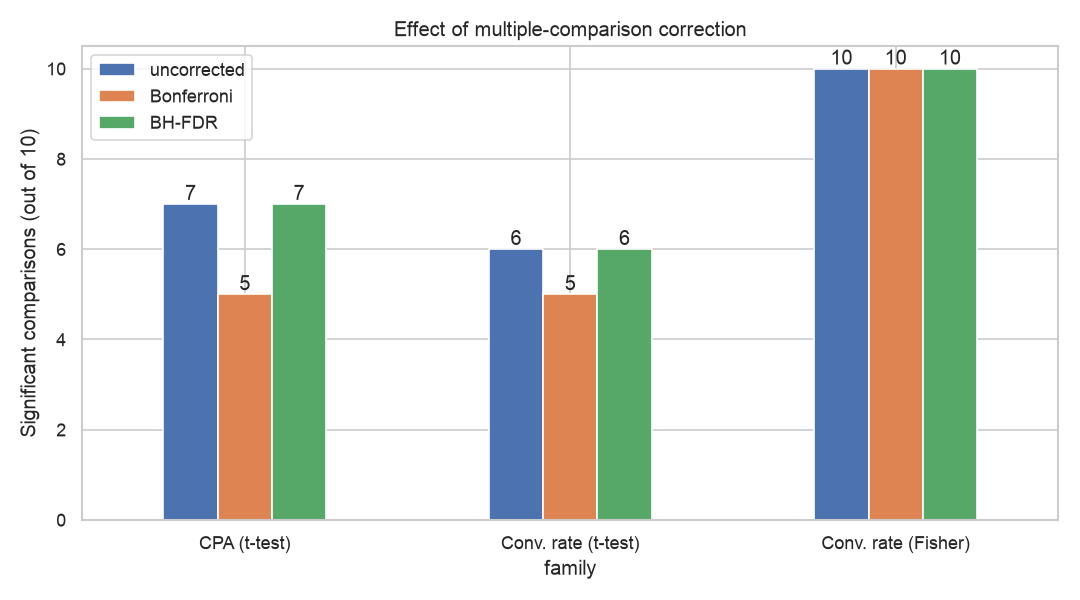 Effect of multiple-comparison correction
uncorrected
Bonferroni
BH-FDR
Significant comparisons (out of 10)
10
8
6
4
2
0
7
5
7
6
5
6
10
10
10
CPA (t-test)
Conv. rate (t-test)
Conv. rate (Fisher)
family